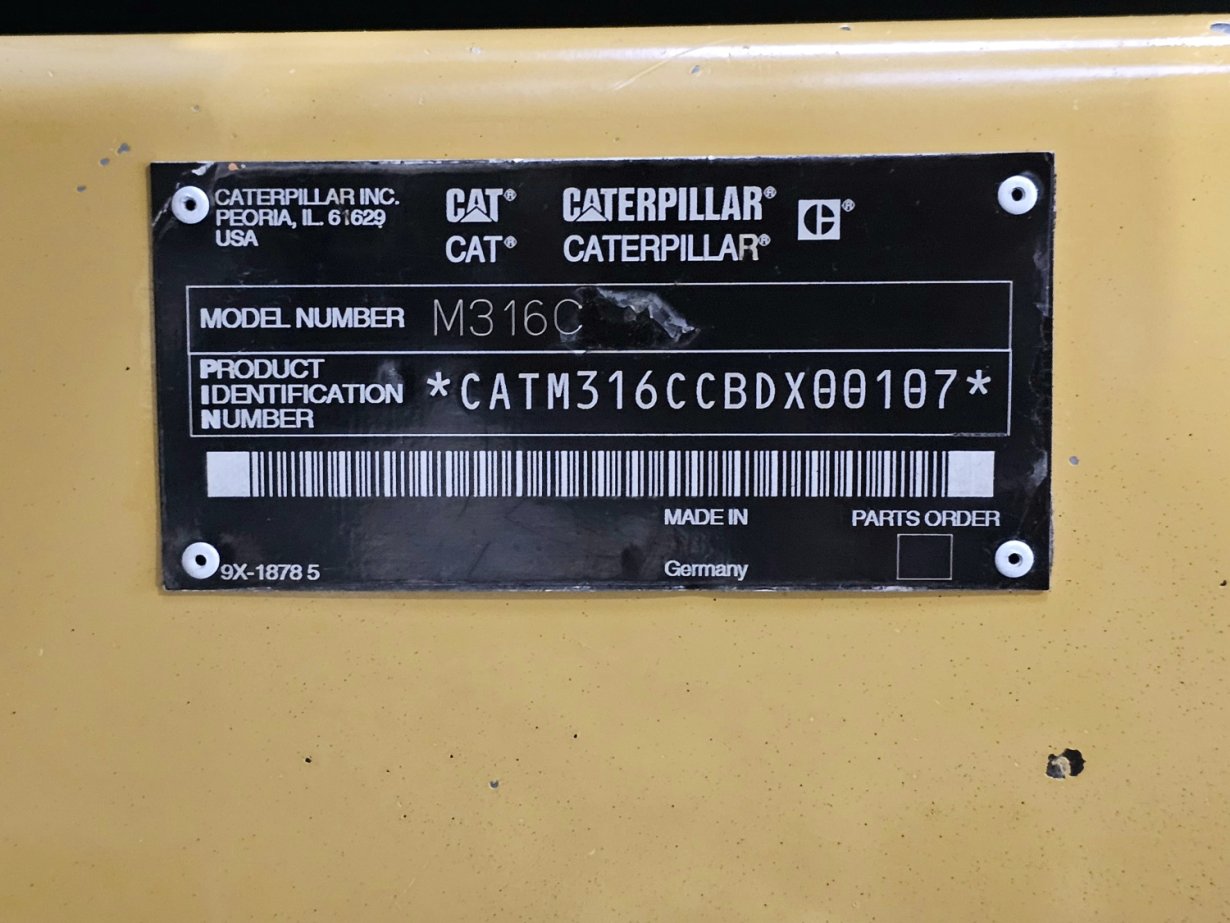 CATERPILLAR INC.
PEORIA, IL. 61629
USA
CAT® CATERPILLAR® C®
CAT® CATERPILLAR®
MODEL NUMBER M316C
PRODUCT
IDENTIFICATION
NUMBER
*CATM316CCBDX00107*
MADE IN
PARTS ORDER
9X-1878 5
Germany